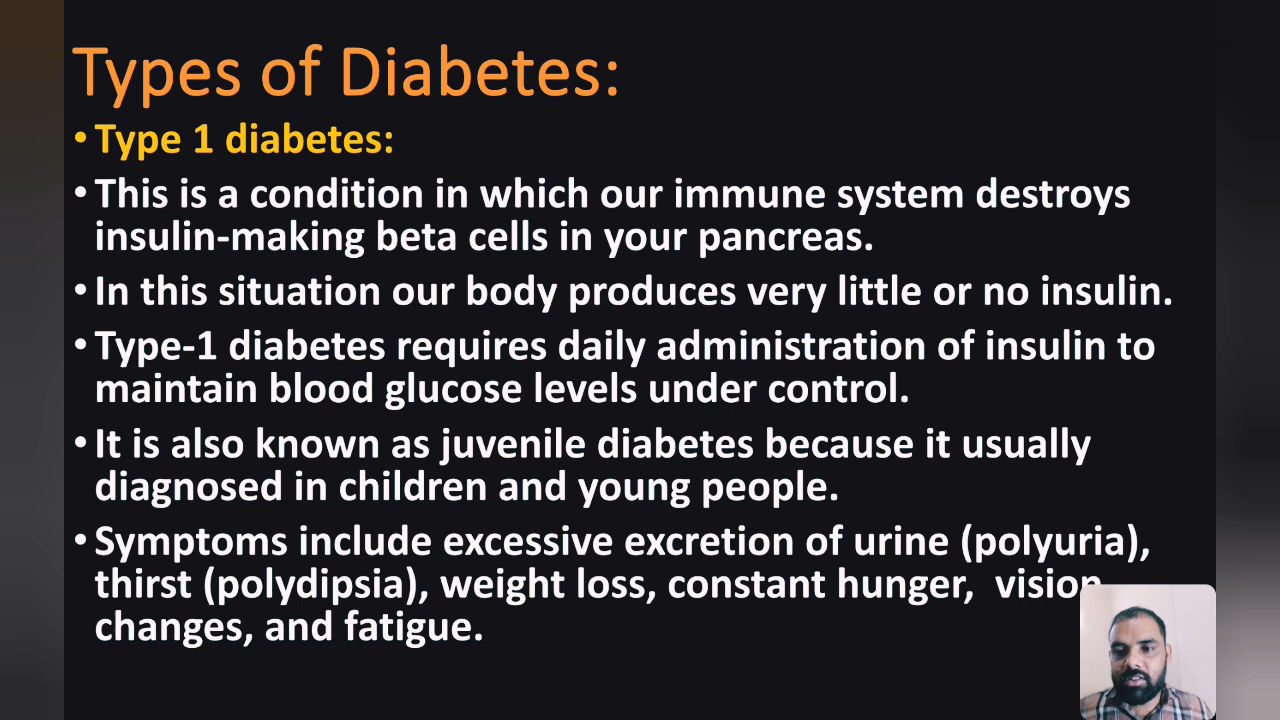 Types of Diabetes:
• Type 1 diabetes:
• This is a condition in which our immune system destroys
insulin-making beta cells in your pancreas.
• In this situation our body produces very little or no insulin.
• Type-1 diabetes requires daily administration of insulin to
maintain blood glucose levels under control.
• It is also known as juvenile diabetes because it usually
diagnosed in children and young people.
• Symptoms include excessive excretion of urine (polyuria),
thirst (polydipsia), weight loss, constant hunger, vision
changes, and fatigue.